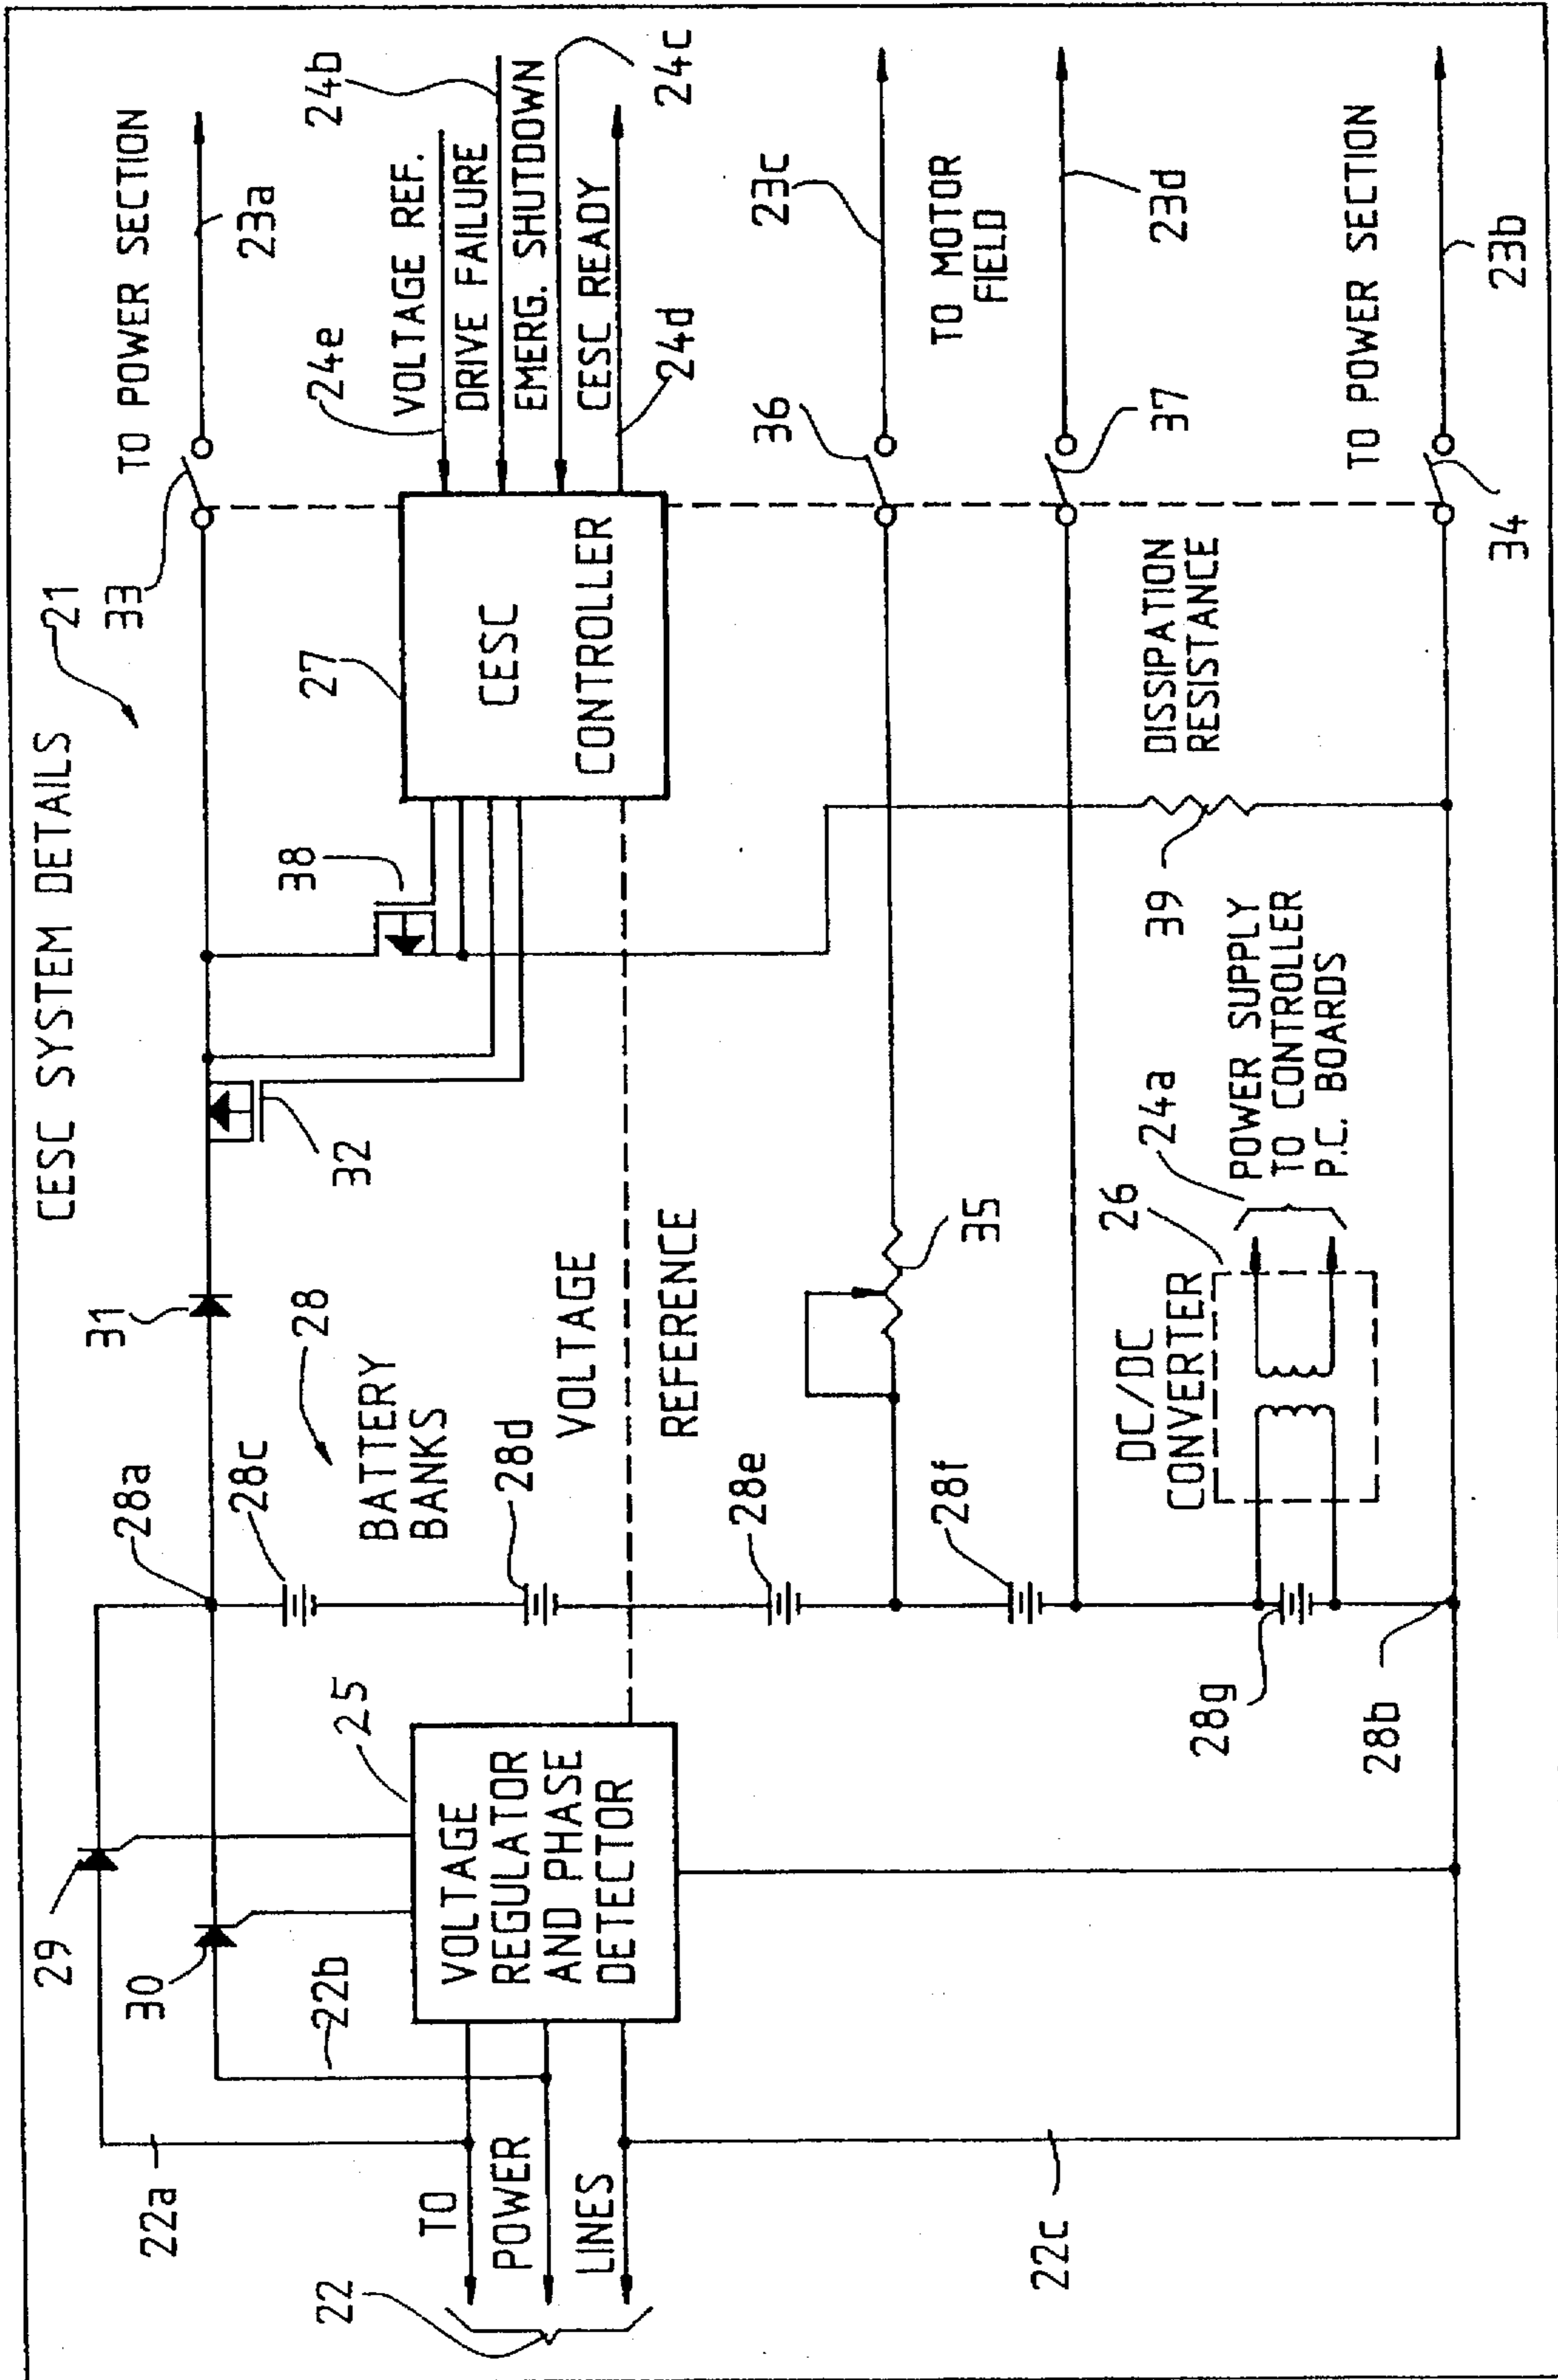 CESC SYSTEM DETAILS
21
29
30
22a
22b
22
TO
POWER
LINES
22c
25
VOLTAGE
REGULATOR
AND PHASE
DETECTOR
28a
28c
28
BATTERY
BANKS
28d
VOLTAGE
REFERENCE
28e
28f
28g
28b
31
32
38
27
CESC
CONTROLLER
35
DC/DC
CONVERTER
26
24a
POWER SUPPLY
TO CONTROLLER
P.C. BOARDS
39
DISSIPATION
RESISTANCE
33
TO POWER SECTION
23a
24e
VOLTAGE REF.
24b
DRIVE FAILURE
EMERG. SHUTDOWN
24c
CESC READY
24d
36
23c
TO MOTOR
FIELD
37
23d
TO POWER SECTION
34
23b